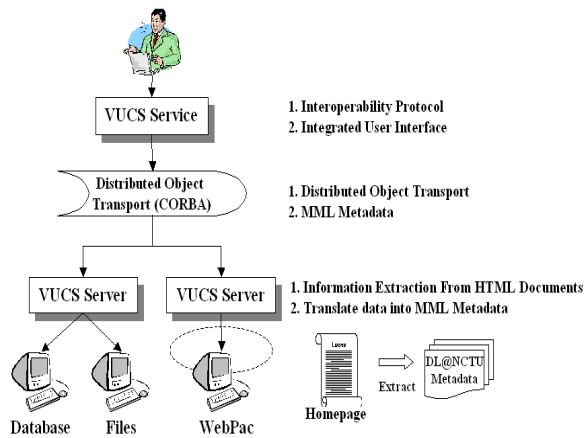 VUCS Service
1. Interoperability Protocol
2. Integrated User Interface
Distributed Object
Transport (CORBA)
1. Distributed Object Transport
2. MML Metadata
VUCS Server
VUCS Server
1. Information Extraction From HTML Documents
2. Translate data into MML Metadata
Database
Files
WebPac
Homepage
Extract
DL@NCTU
Metadata